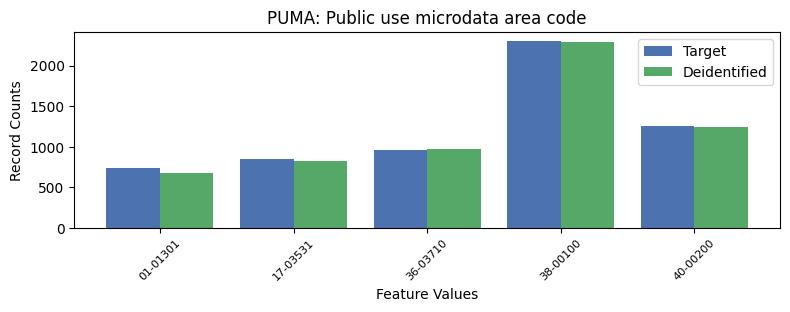 PUMA: Public use microdata area code
Record Counts
2000
1500
1000
500
0
Target
Deidentified
01-01301
17-03531
36-03710
38-00100
40-00200
Feature Values